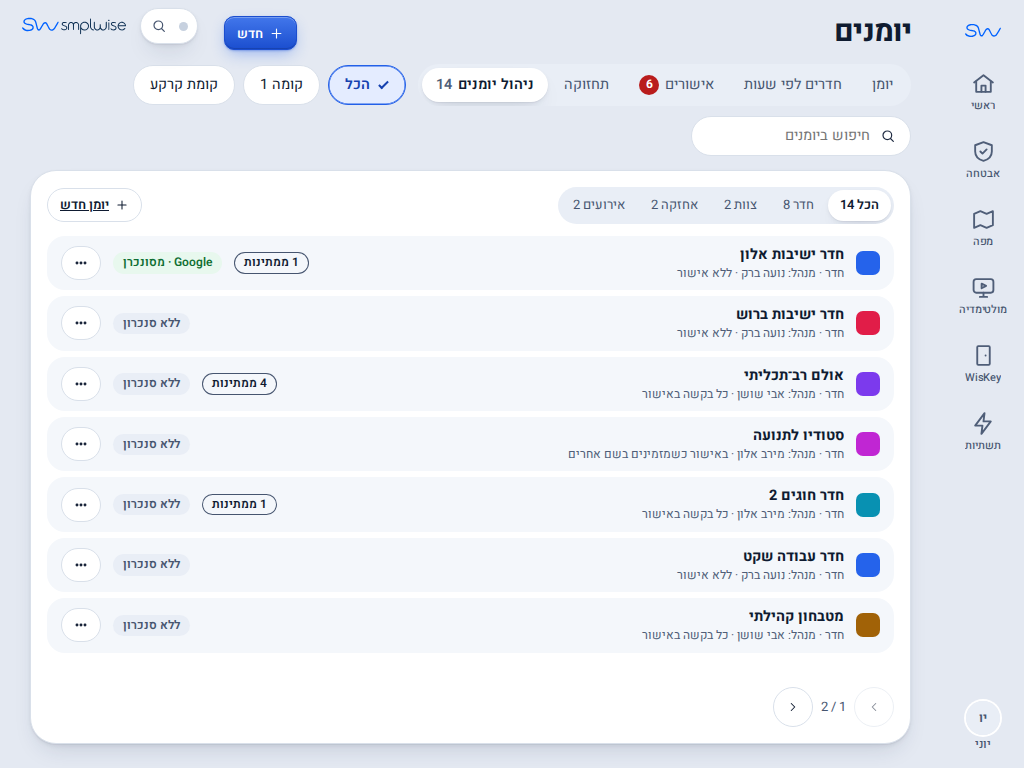 יומנים
חדש
smplwise
ראשי
אבטחה
מפה
מולטימדיה
WisKey
תשתיות
יו
יוני
יומן
חדרים לפי שעות
אישורים 6
תחזוקה
ניהול יומנים 14
הכל
קומה 1
קומת קרקע
חיפוש ביומנים
הכל 14
חדר 8
צוות 2
אחזקה 2
אירועים 2
יומן חדש
חדר ישיבות אלון
חדר · מנהל: נועה ברק · ללא אישור
1 ממתינות
Google · מסונכרן
חדר ישיבות ברוש
חדר · מנהל: נועה ברק · ללא אישור
ללא סנכרון
אולם רב־תכליתי
חדר · מנהל: אבי שושן · כל בקשה באישור
4 ממתינות
ללא סנכרון
סטודיו לתנועה
חדר · מנהל: מירב אלון · באישור כשמזמינים בשם אחרים
ללא סנכרון
חדר חוגים 2
חדר · מנהל: מירב אלון · כל בקשה באישור
1 ממתינות
ללא סנכרון
חדר עבודה שקט
חדר · מנהל: נועה ברק · ללא אישור
ללא סנכרון
מטבחון קהילתי
חדר · מנהל: אבי שושן · כל בקשה באישור
ללא סנכרון
1 / 2